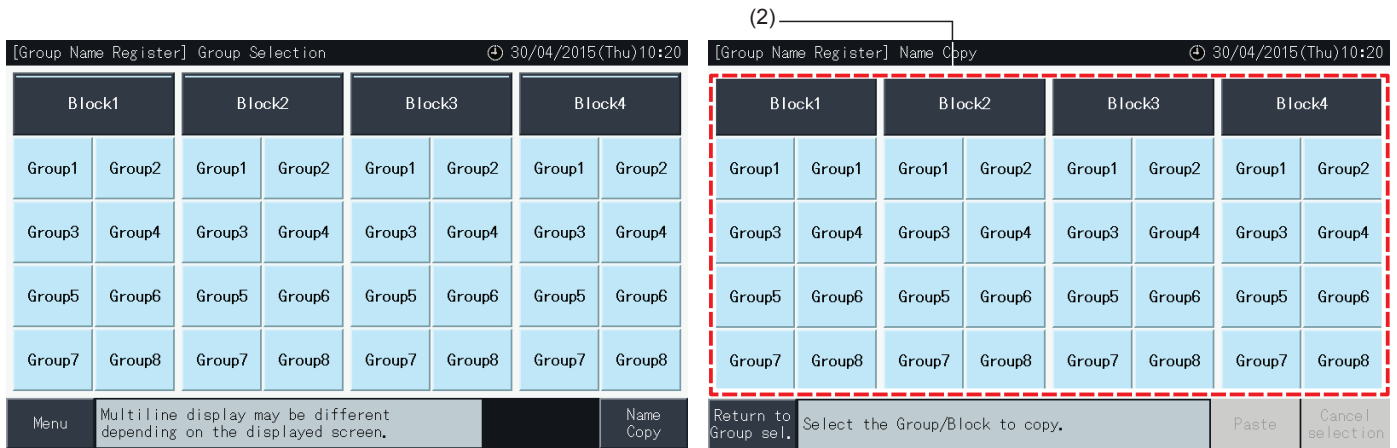 (2)
[Group Name Register] Group Selection 30/04/2015(Thu)10:20
Block1 Block2 Block3 Block4
Group1 Group2 Group1 Group2 Group1 Group2 Group1 Group2
Group3 Group4 Group3 Group4 Group3 Group4 Group3 Group4
Group5 Group6 Group5 Group6 Group5 Group6 Group5 Group6
Group7 Group8 Group7 Group8 Group7 Group8 Group7 Group8
Menu
Multiline display may be different
depending on the displayed screen.
Name
Copy
[Group Name Register] Name Copy 30/04/2015(Thu)10:20
Block1 Block2 Block3 Block4
Group1 Group1 Group1 Group2 Group1 Group2 Group1 Group2
Group3 Group4 Group3 Group4 Group3 Group4 Group3 Group4
Group5 Group6 Group5 Group6 Group5 Group6 Group5 Group6
Group7 Group8 Group7 Group8 Group7 Group8 Group7 Group8
Return to
Group sel.
Select the Group/Block to copy.
Paste
Cancel
selection